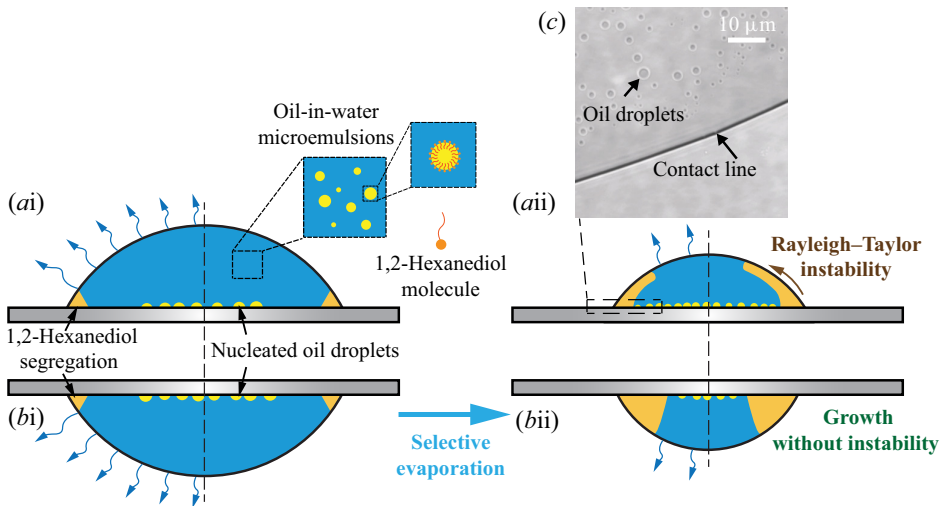 (c)
10 μm
Oil droplets
Contact line
Oil-in-water
microemulsions
(ai)
1,2-Hexanediol
molecule
(aii)
Rayleigh–Taylor
instability
1,2-Hexanediol
segregation
Nucleated oil droplets
(bi)
Selective
evaporation
(bii)
Growth
without instability